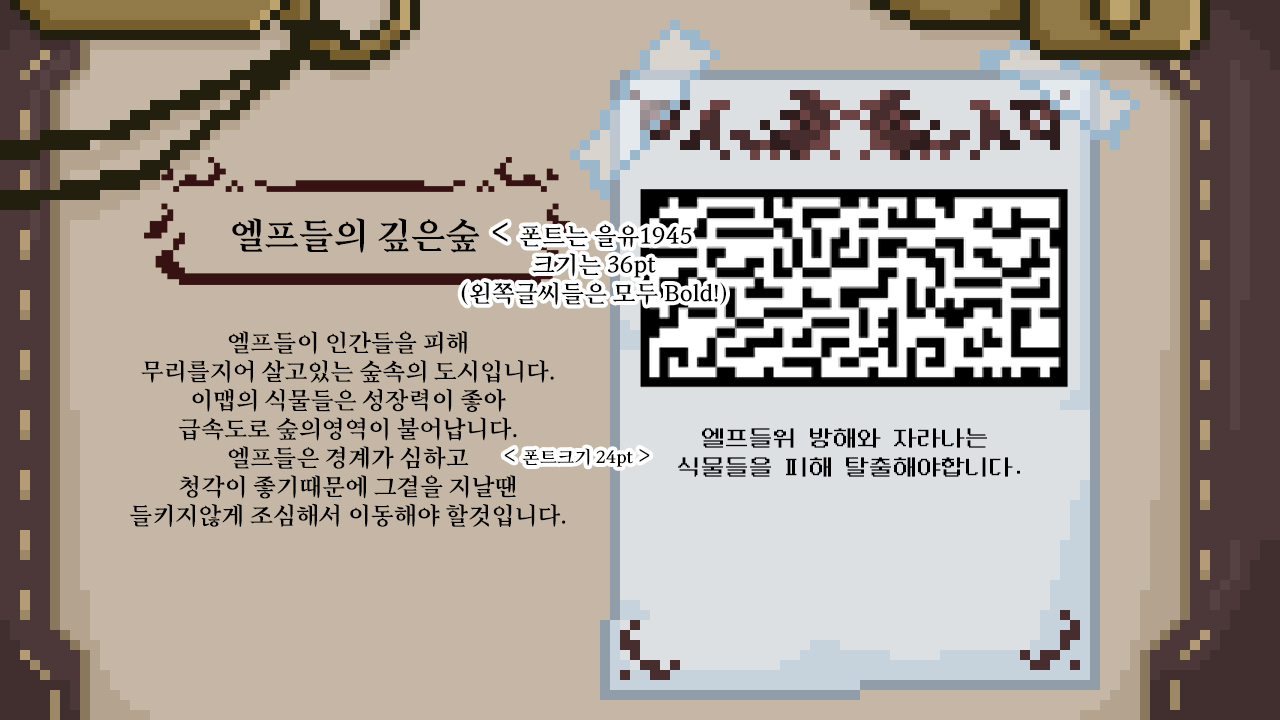 엘프들의 깊은숲 < 폰트는 을유1945
크기는 36pt
(왼쪽글씨들은 모두 Bold!)
엘프들이 인간들을 피해
무리를지어 살고있는 숲속의 도시입니다.
이맵의 식물들은 성장력이 좋아
급속도로 숲의영역이 불어납니다.
엘프들은 경계가 심하고
청각이 좋기때문에 그곁을 지날땐
들키지않게 조심해서 이동해야 할것입니다.
< 폰트크기 24pt >
엘프들위 방해와 자라나는
식물들을 피해 탈출해야합니다.